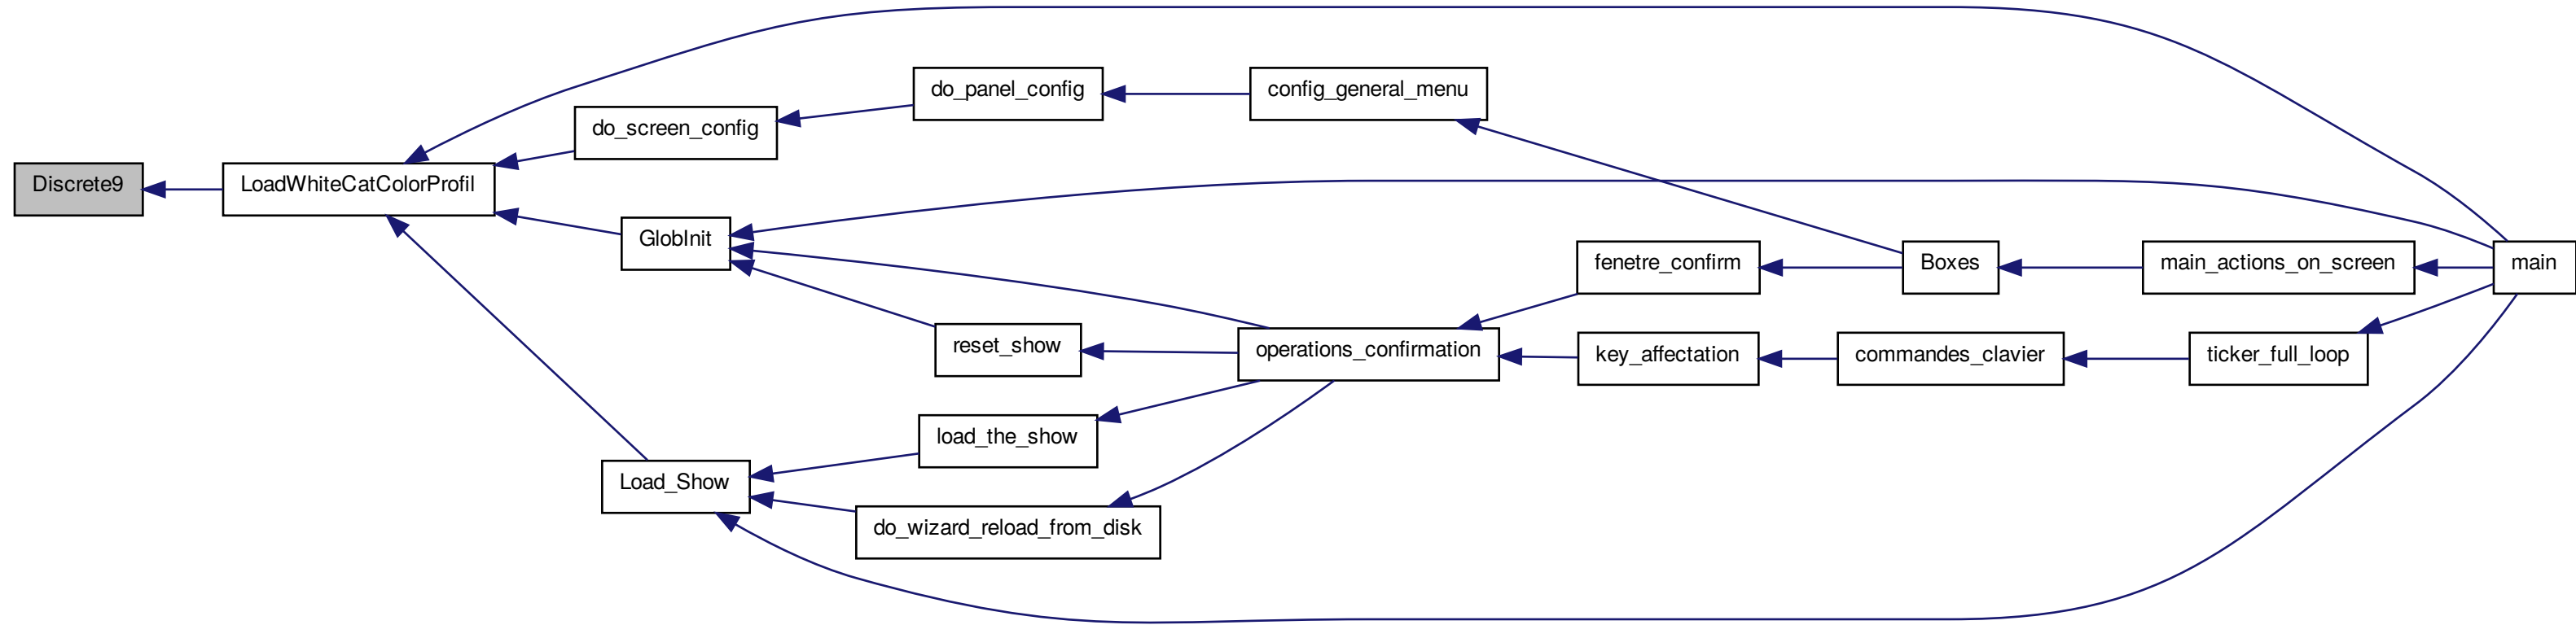 do_panel_config
config_general_menu
do_screen_config
Discrete9
LoadWhiteCatColorProfil
GlobInit
fenetre_confirm
Boxes
main_actions_on_screen
main
reset_show
operations_confirmation
key_affectation
commandes_clavier
ticker_full_loop
load_the_show
Load_Show
do_wizard_reload_from_disk